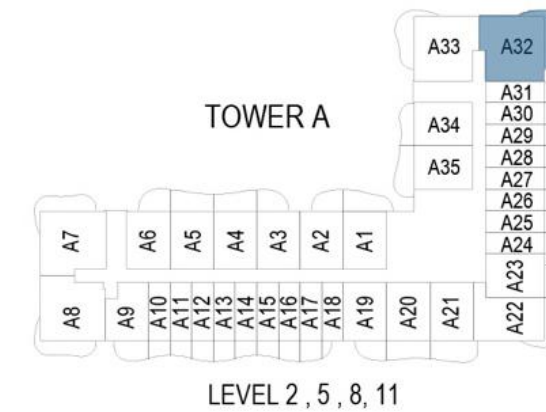 A33 A32
A31
TOWER A A34 A30
A29
A28
A35 A27
A26
A25
A7 A6 A5 A4 A3 A2 A1 A24
A23
A8 A9 A10 A11 A12 A13 A14 A15 A16 A17 A18 A19 A20 A21 A22
LEVEL 2 , 5 , 8, 11